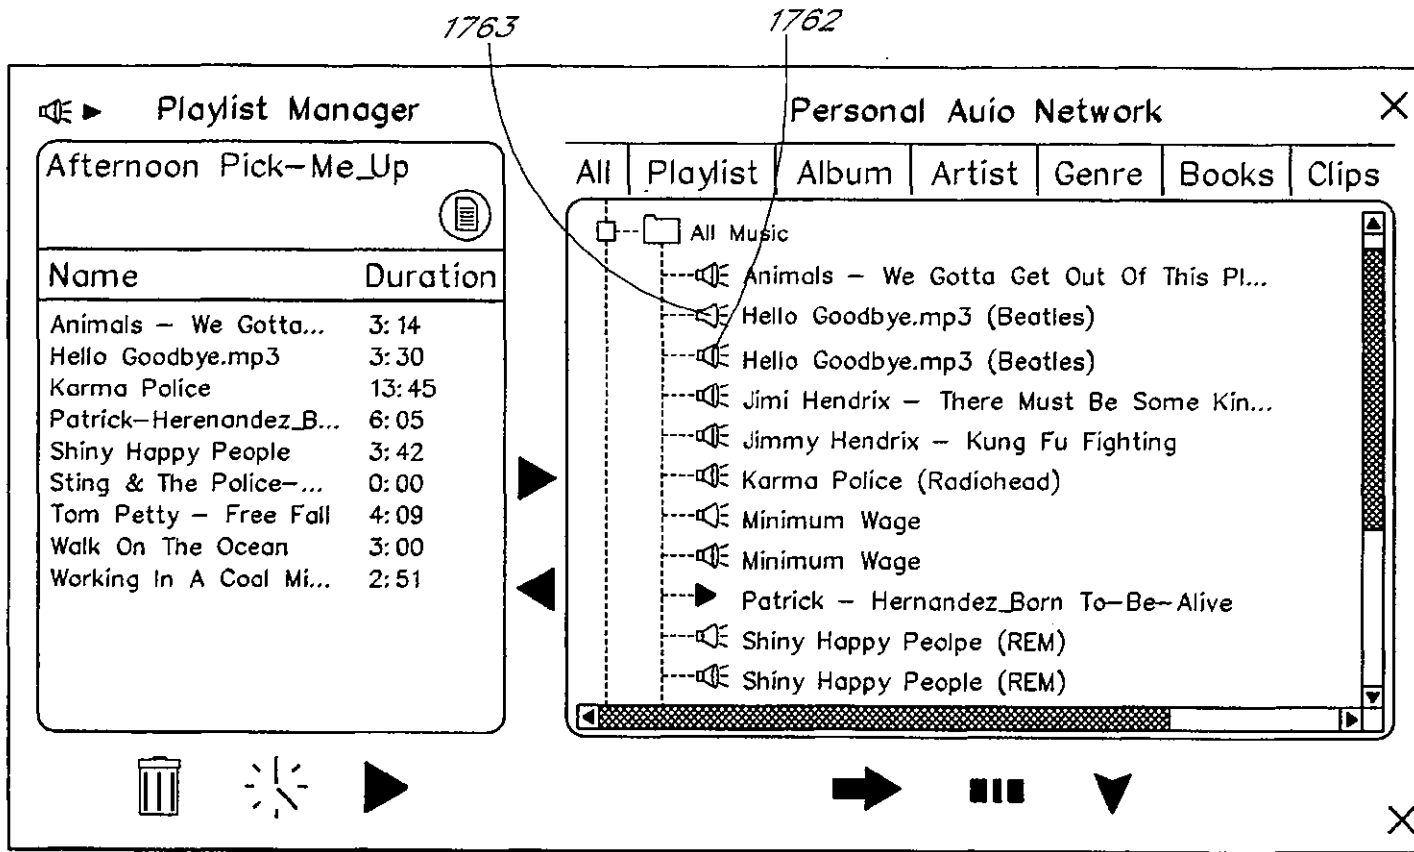 1763 1762
Playlist Manager
Personal Auio Network
Afternoon Pick-Me_Up
Name Duration
Animals - We Gotta... 3:14
Hello Goodbye.mp3 3:30
Karma Police 13:45
Patrick-Herenandez_B... 6:05
Shiny Happy People 3:42
Sting & The Police-... 0:00
Tom Petty - Free Fall 4:09
Walk On The Ocean 3:00
Working In A Coal Mi... 2:51
All Playlist Album Artist Genre Books Clips
All Music
Animals - We Gotta Get Out Of This Pl...
Hello Goodbye.mp3 (Beatles)
Hello Goodbye.mp3 (Beatles)
Jimi Hendrix - There Must Be Some Kin...
Jimmy Hendrix - Kung Fu Fighting
Karma Police (Radiohead)
Minimum Wage
Minimum Wage
Patrick - Hernandez_Born To-Be-Alive
Shiny Happy Peolpe (REM)
Shiny Happy People (REM)